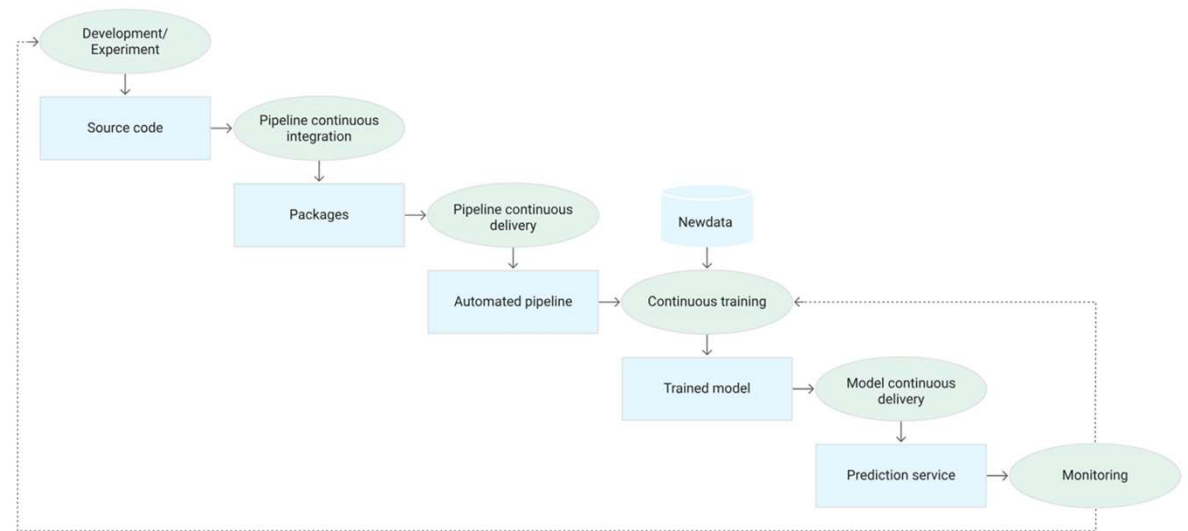 Development/
Experiment
Source code
Pipeline continuous
integration
Packages
Pipeline continuous
delivery
Newdata
Automated pipeline
Continuous training
Trained model
Model continuous
delivery
Prediction service
Monitoring